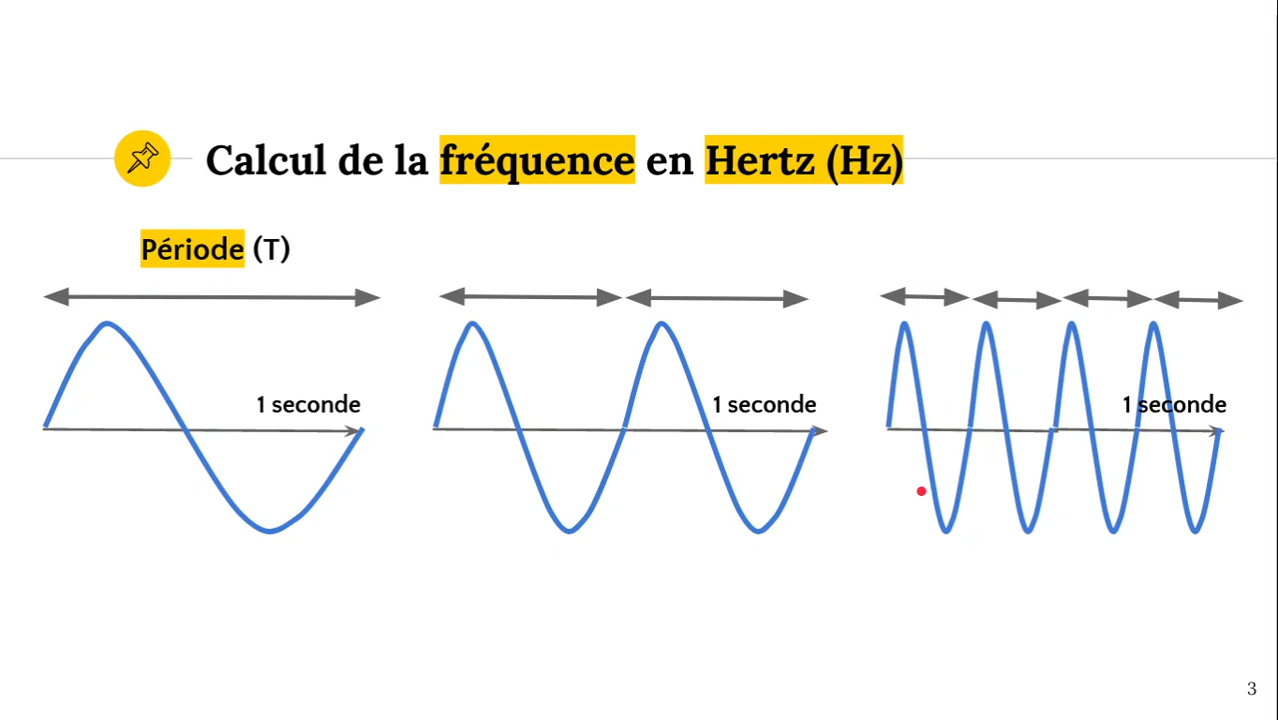 Calcul de la fréquence en Hertz (Hz)
Période (T)
1 seconde
1 seconde
1 seconde
3